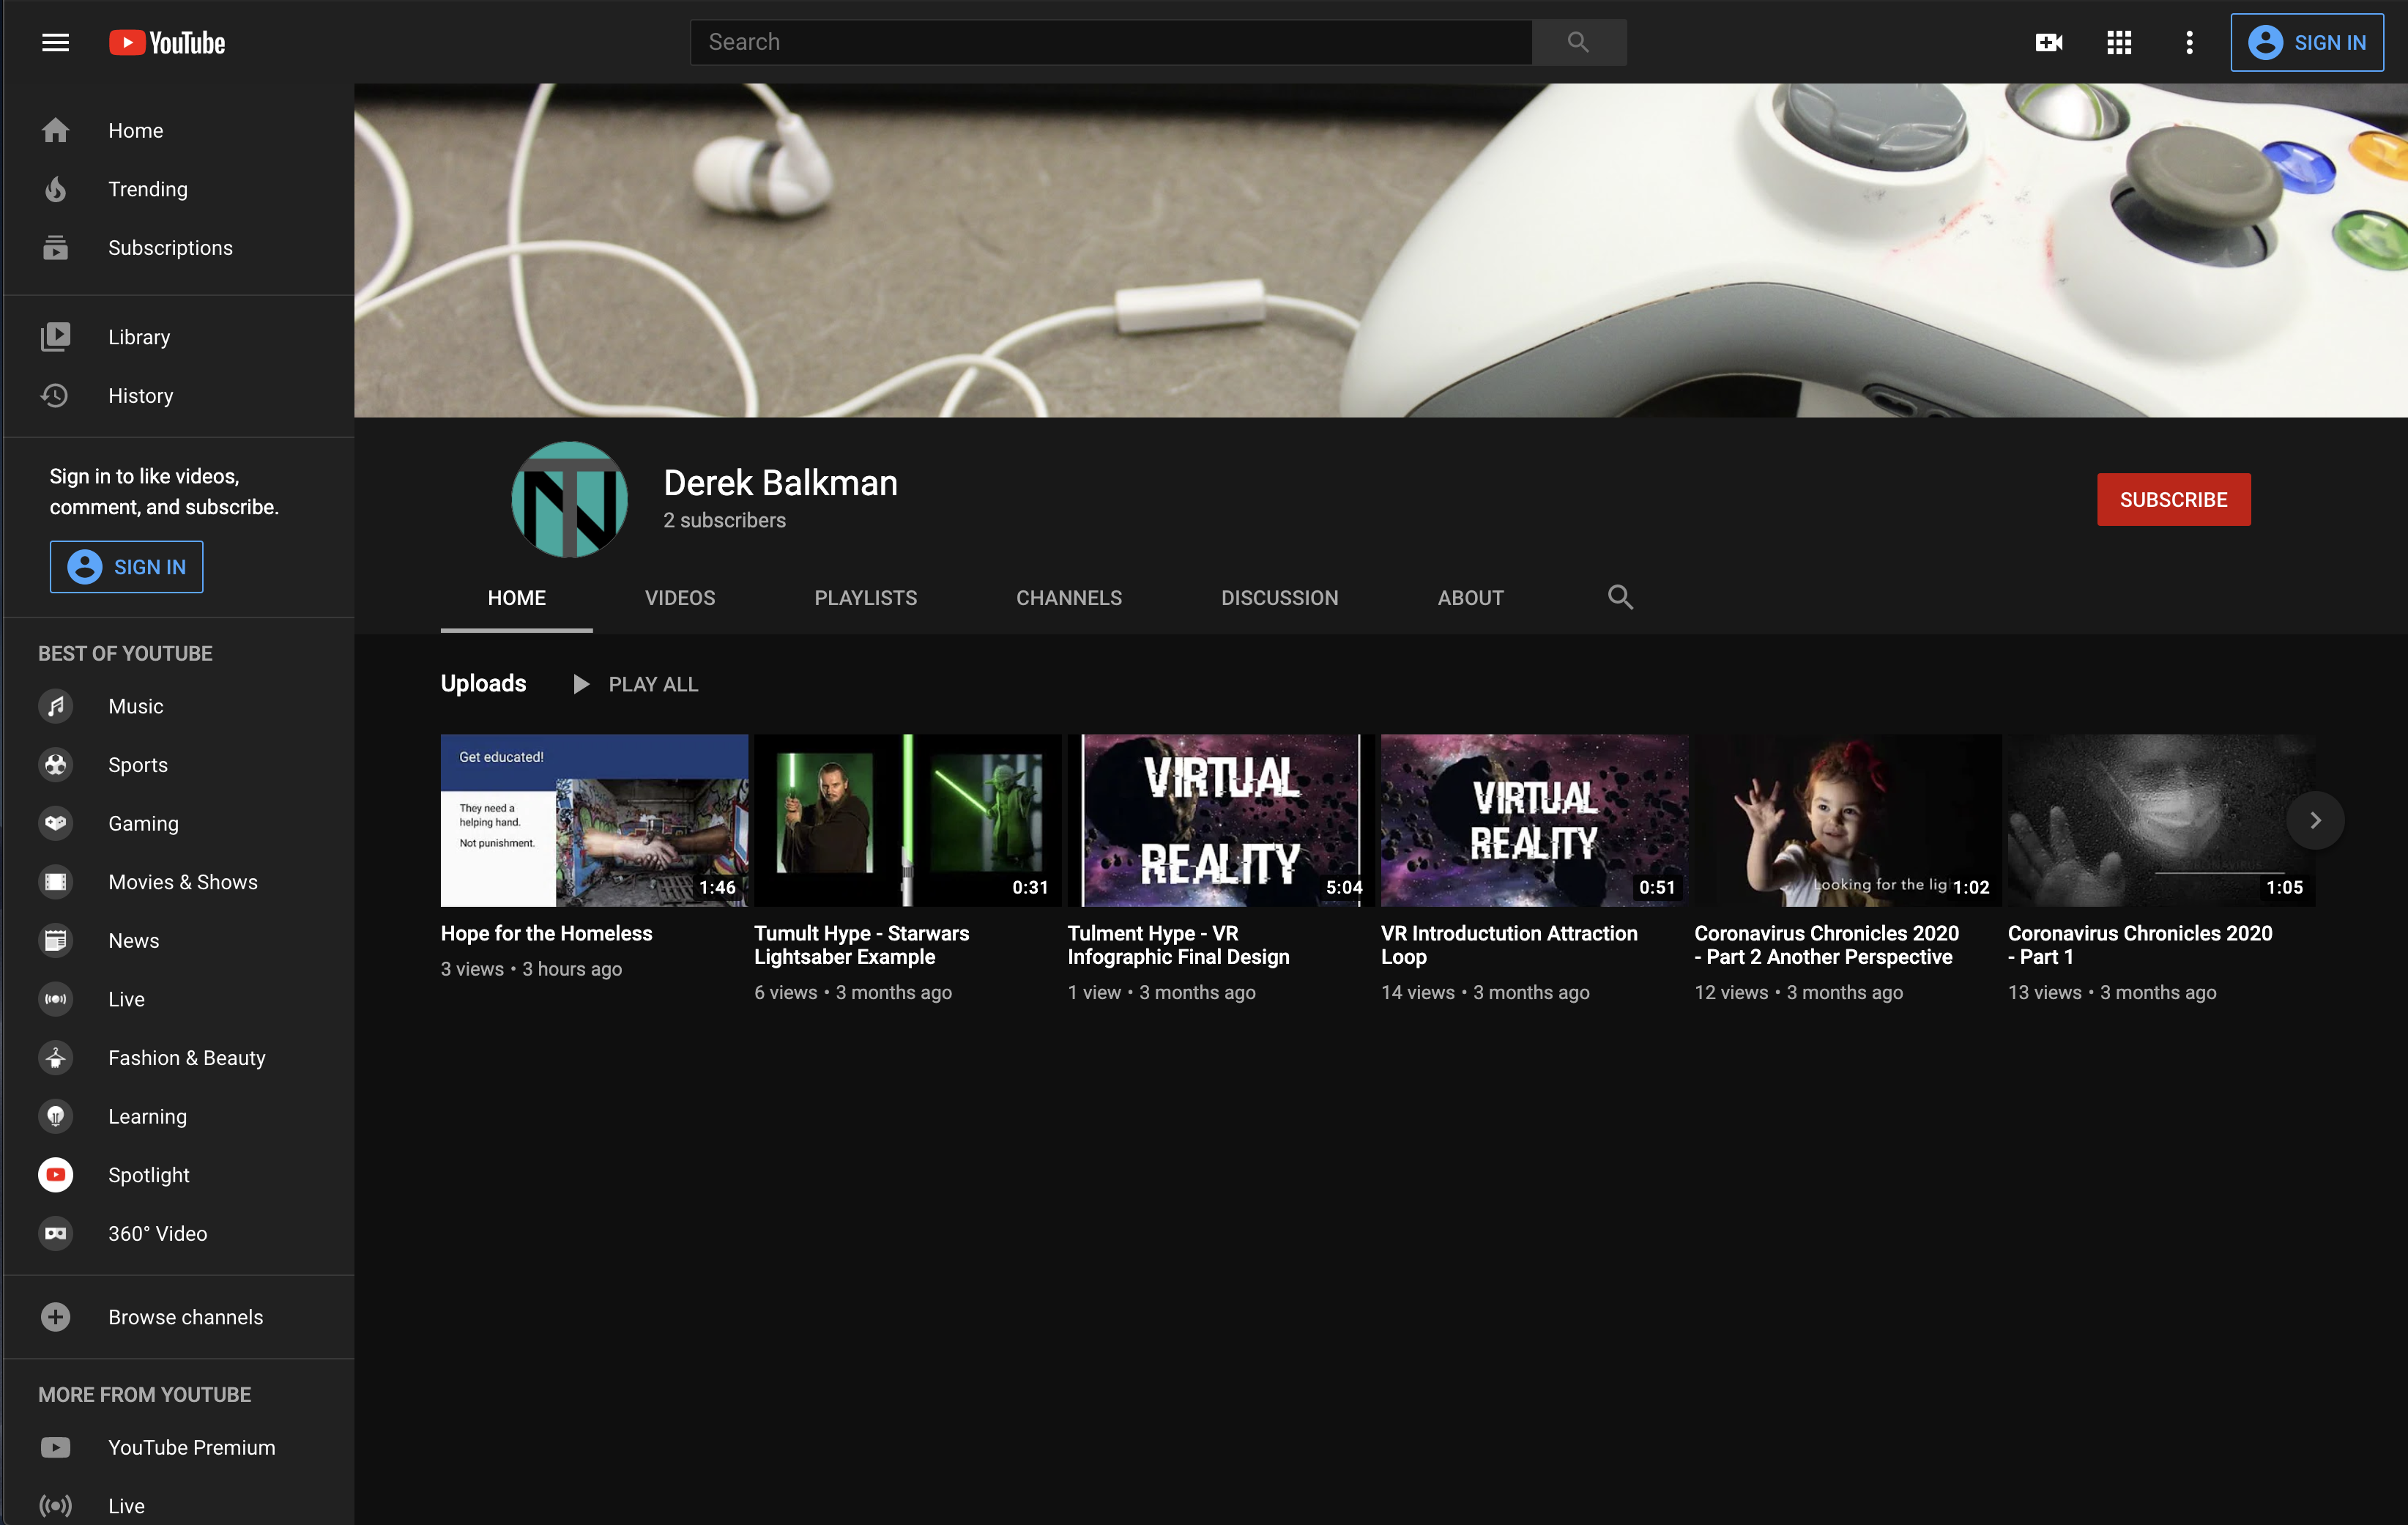 YouTube
Search
SIGN IN
Home
Trending
Subscriptions
Library
History
Sign in to like videos,
comment, and subscribe.
SIGN IN
BEST OF YOUTUBE
Music
Sports
Gaming
Movies & Shows
News
Live
Fashion & Beauty
Learning
Spotlight
360° Video
Browse channels
MORE FROM YOUTUBE
YouTube Premium
Live
Derek Balkman
2 subscribers
SUBSCRIBE
HOME
VIDEOS
PLAYLISTS
CHANNELS
DISCUSSION
ABOUT
Uploads
PLAY ALL
Get educated!
They need a
helping hand.
Not punishment.
1:46
Hope for the Homeless
3 views • 3 hours ago
0:31
Tumult Hype - Starwars
Lightsaber Example
6 views • 3 months ago
VIRTUAL
REALITY
5:04
Tulment Hype - VR
Infographic Final Design
1 view • 3 months ago
VIRTUAL
REALITY
0:51
VR Introductution Attraction
Loop
14 views • 3 months ago
Looking for the lig
1:02
Coronavirus Chronicles 2020
- Part 2 Another Perspective
12 views • 3 months ago
1:05
Coronavirus Chronicles 2020
- Part 1
13 views • 3 months ago